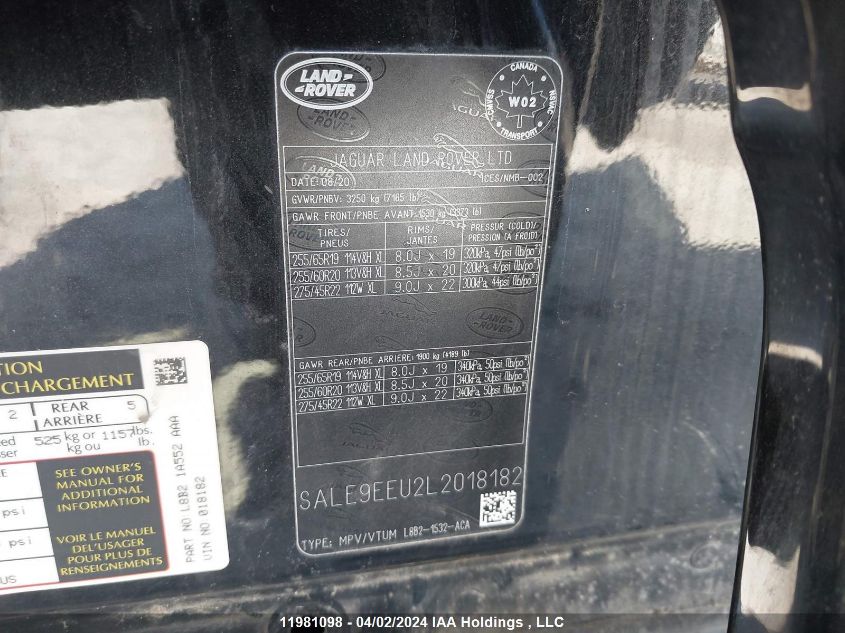 LAND-
ROVER
CANADA
CMVSS
W02
NSVAC
TRANSPORT
JAGUAR LAND ROVER LTD
DATE: 08/20
ICES/NMB-002
GVWR/PNBV: 3250 kg (7165 lb)
GAWR FRONT/PNBE AVANT: 1530 kg (3373 lb)
TIRES/ PNEUS
RIMS/ JANTES
PRESSUR (COLD)/ PRESSION (A FROID)
255/65R19 114V&H XL 8.0J x 19 320kPa, 47psi (lb/po²)
255/60R20 113V&H XL 8.5J x 20 320kPa, 47psi (lb/po²)
275/45R22 112W XL 9.0J x 22 300kPa, 44psi (lb/po²)
GAWR REAR/PNBE ARRIERE: 1900 kg (4189 lb)
255/65R19 114V&H XL 8.0J x 19 340kPa, 50psi (lb/po²)
255/60R20 113V&H XL 8.5J x 20 340kPa, 50psi (lb/po²)
275/45R22 112W XL 9.0J x 22 340kPa, 50psi (lb/po²)
SALE9EEU2L2018182
TYPE: MPV/VTUM L8B2-1532-ACA
TION
CHARGEMENT
2 REAR 5
ARRIÈRE
525 kg or 1157lbs.
kg ou lb.
SEE OWNER'S
MANUAL FOR
ADDITIONAL
INFORMATION
psi
VOIR LE MANUEL
DE L'USAGER
POUR PLUS DE
RENSEIGNEMENTS
psi
US
PART NO: L8B2 1A552 AAA
VIN NO 018182
11981098 - 04/02/2024 IAA Holdings , LLC